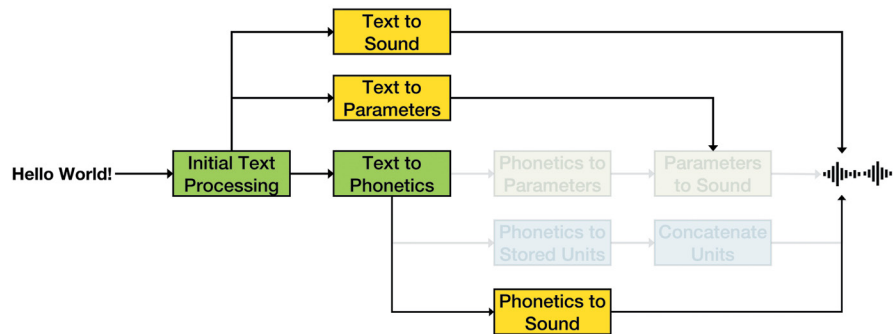 Text to
Sound
Text to
Parameters
Hello World!
Initial Text
Processing
Text to
Phonetics
Phonetics to
Parameters
Parameters
to Sound
Phonetics to
Stored Units
Concatenate
Units
Phonetics to
Sound